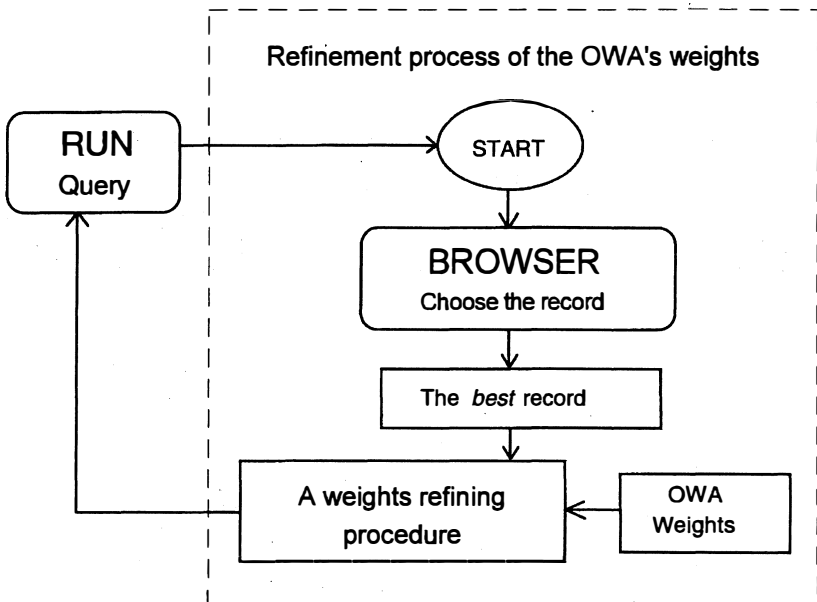 Refinement process of the OWA's weights
RUN
Query
START
BROWSER
Choose the record
The best record
A weights refining
procedure
OWA
Weights